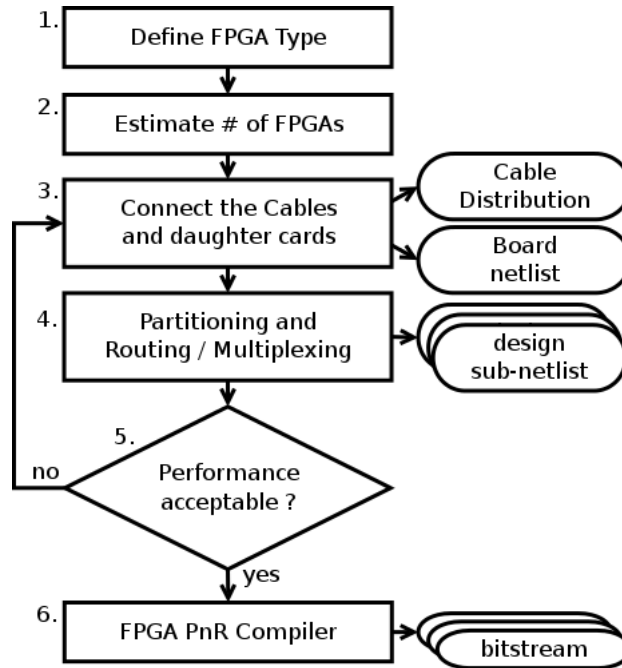 1.
Define FPGA Type
2.
Estimate # of FPGAs
3.
Connect the Cables
and daughter cards
Cable
Distribution
Board
netlist
4.
Partitioning and
Routing / Multiplexing
design
sub-netlist
5.
Performance
acceptable ?
no
yes
6.
FPGA PnR Compiler
bitstream